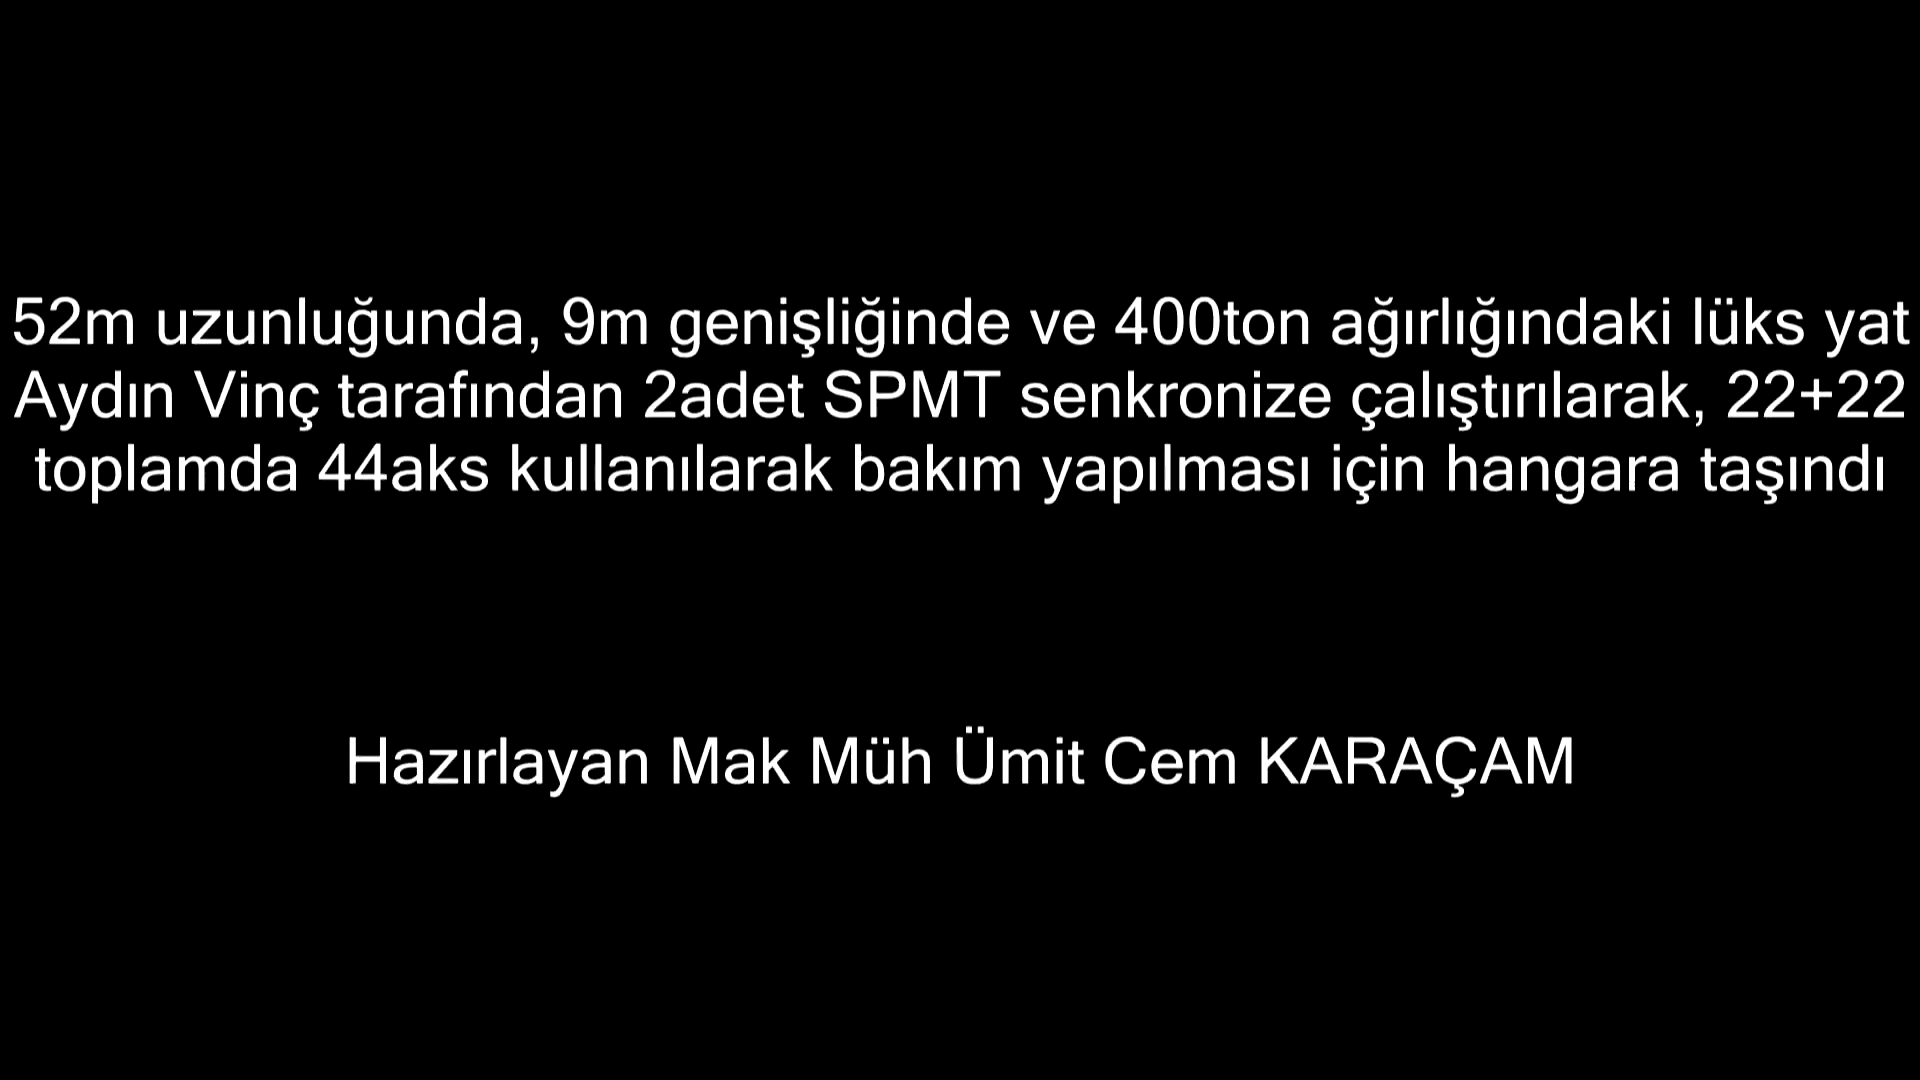 52m uzunluğunda, 9m genişliğinde ve 400ton ağırlığındaki lüks yat
Aydın Vinç tarafından 2adet SPMT senkronize çalıştırılarak, 22+22
toplamda 44aks kullanılarak bakım yapılması için hangara taşındı
Hazırlayan Mak Müh Ümit Cem KARAÇAM